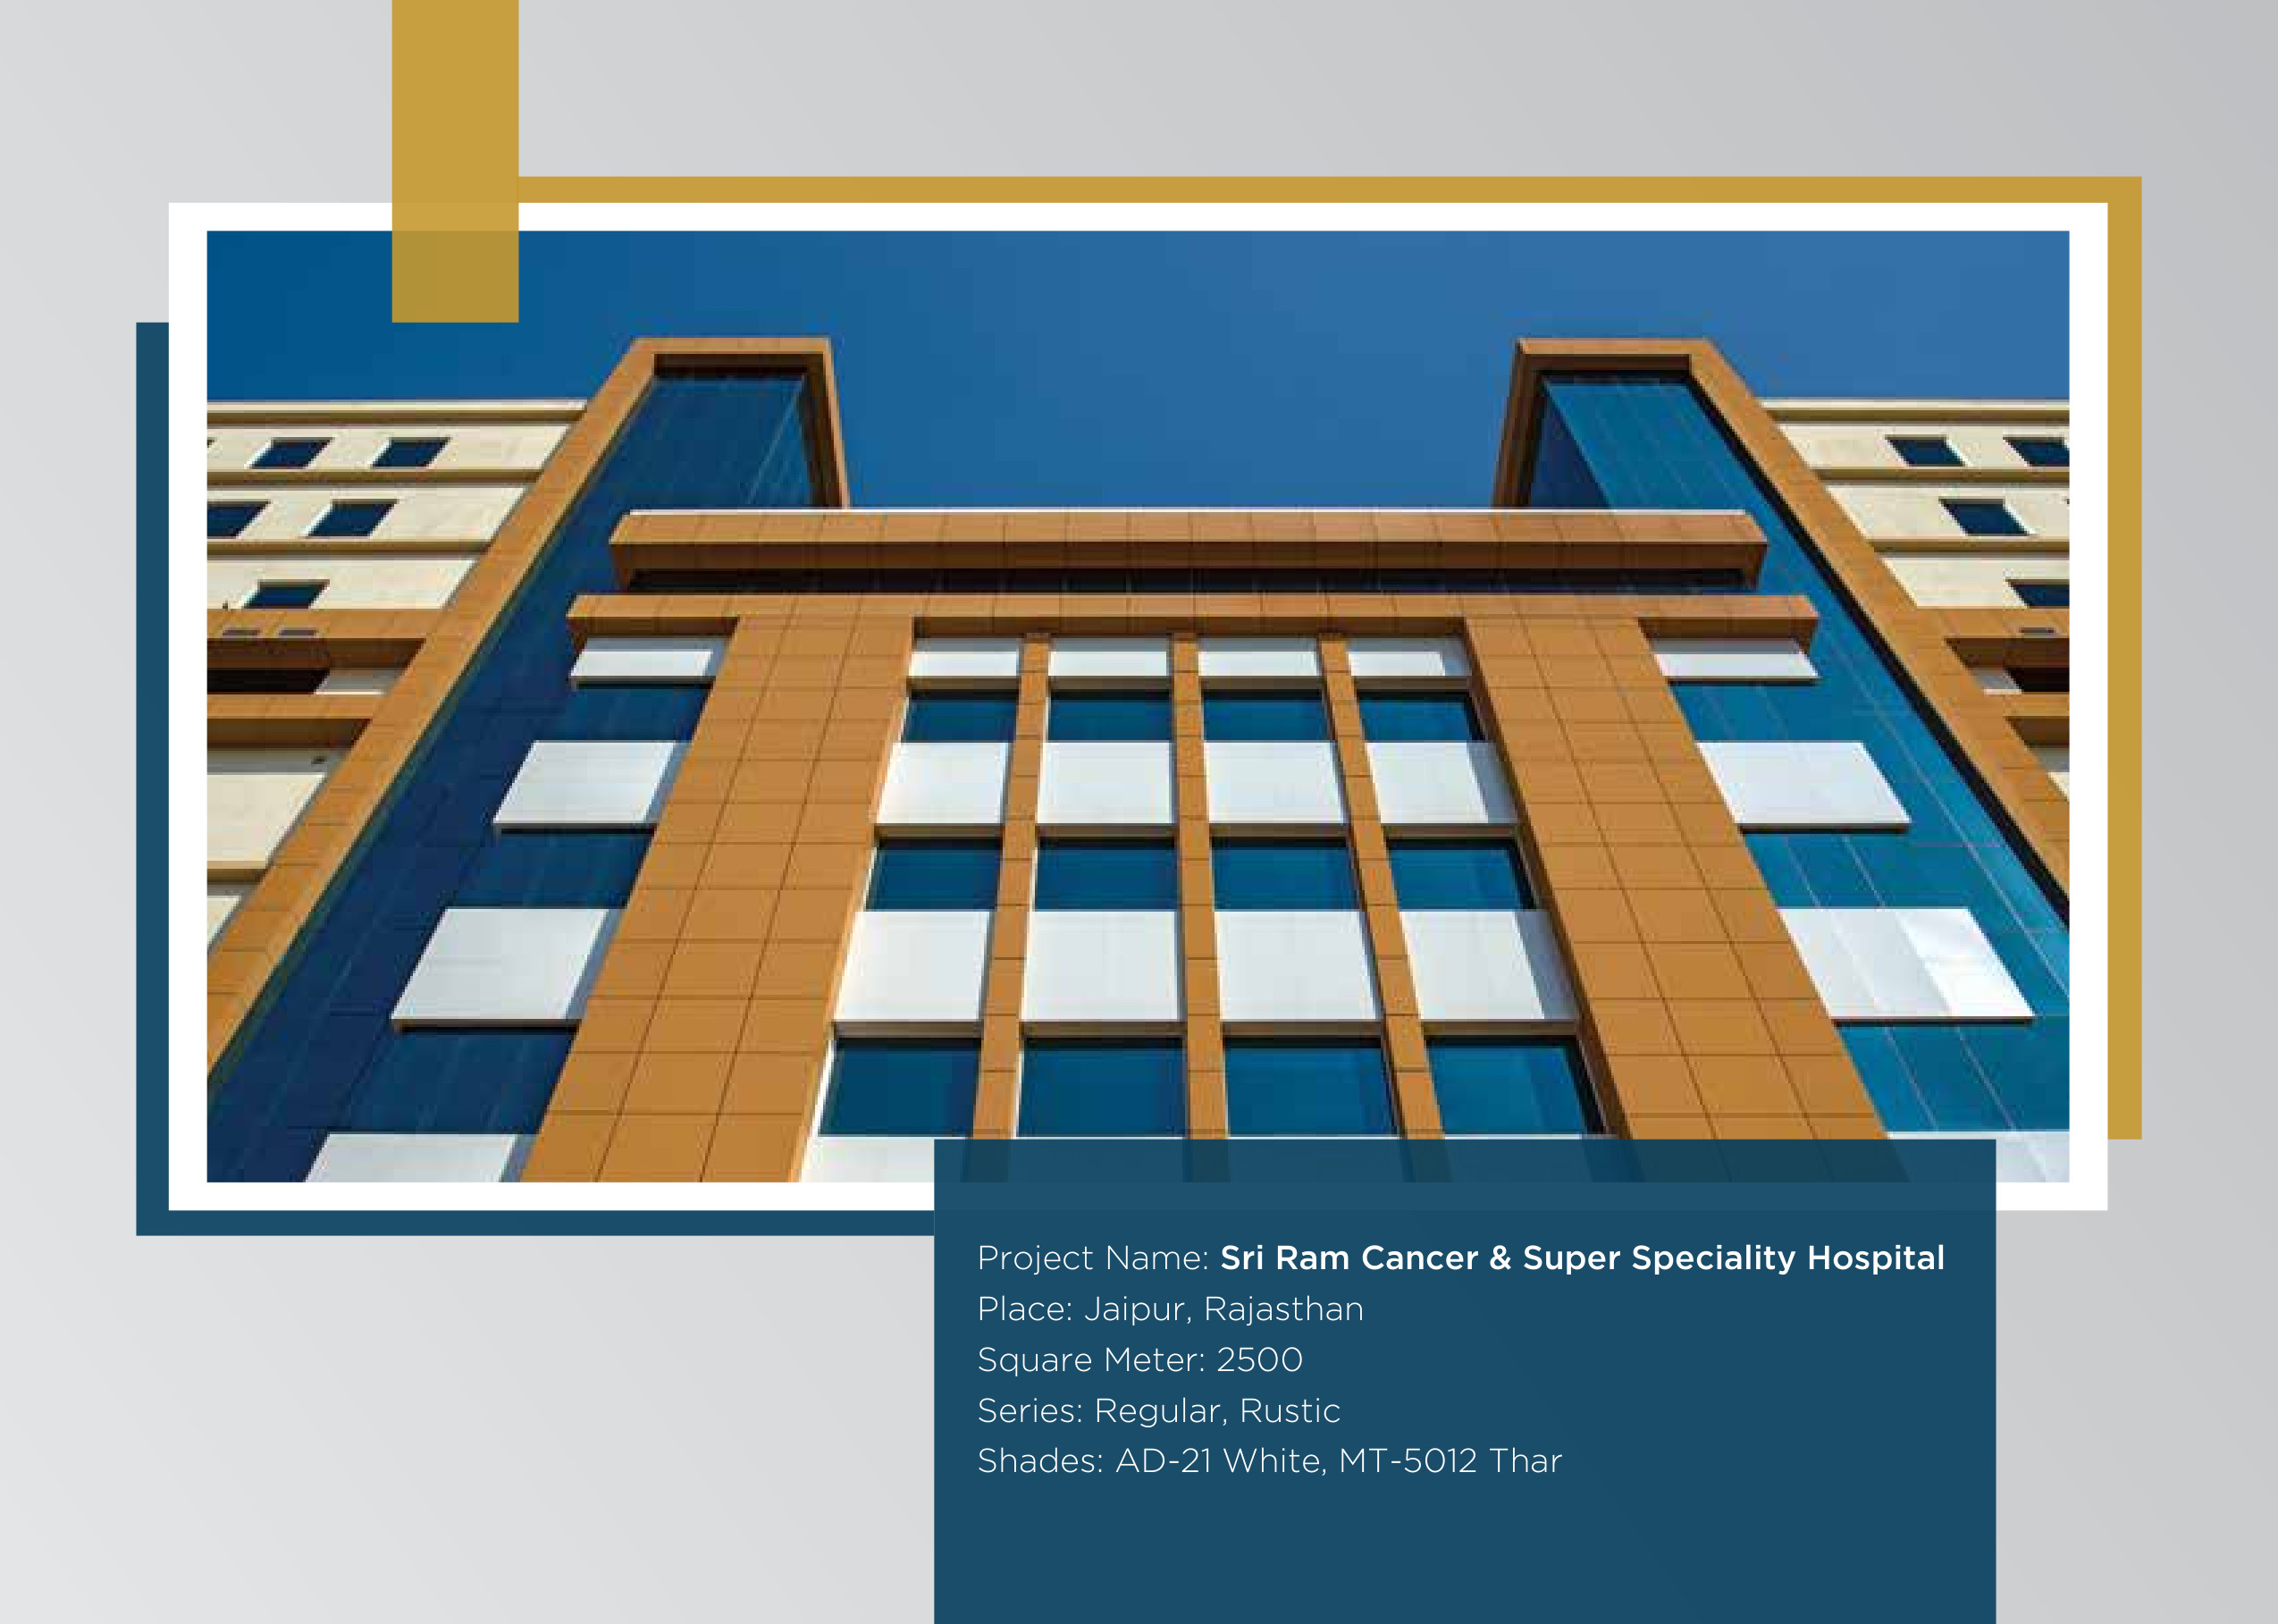 Project Name: Sri Ram Cancer & Super Speciality Hospital
Place: Jaipur, Rajasthan
Square Meter: 2500
Series: Regular, Rustic
Shades: AD-21 White, MT-5012 Thar